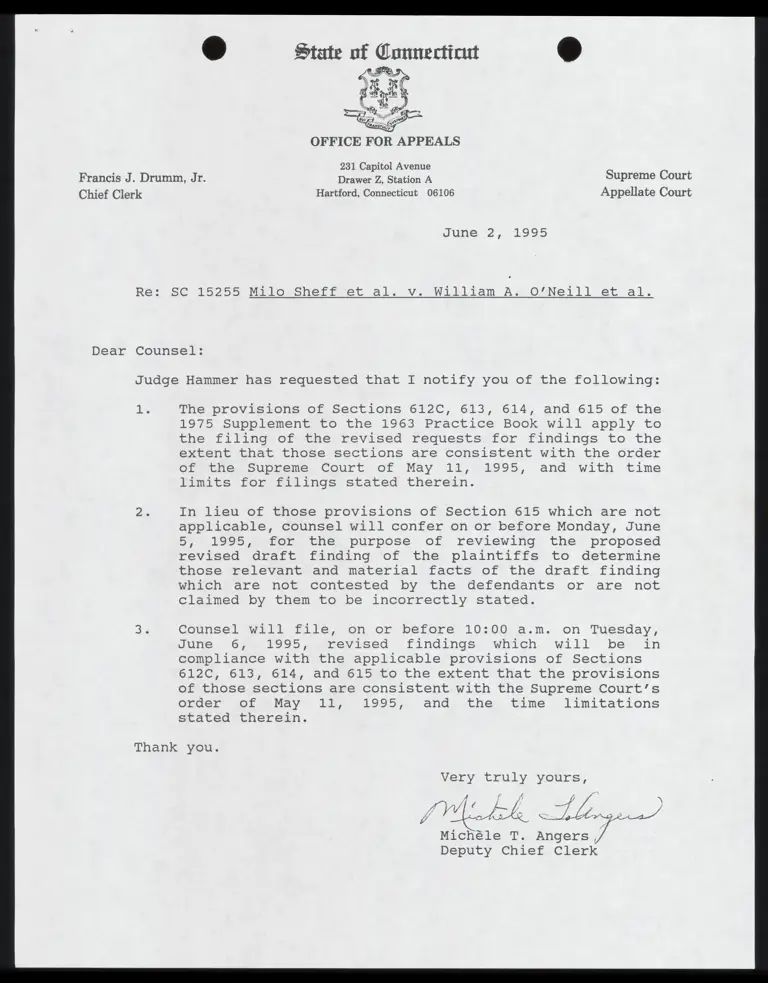 State of Connecticut
OFFICE FOR APPEALS
231 Capitol Avenue
Drawer Z, Station A
Hartford, Connecticut 06106
Francis J. Drumm, Jr.
Chief Clerk
Supreme Court
Appellate Court
June 2, 1995
Re: SC 15255 Milo Sheff et al. v. William A. O'Neill et al.
Dear Counsel:
Judge Hammer has requested that I notify you of the following:
1. The provisions of Sections 612C, 613, 614, and 615 of the
1975 Supplement to the 1963 Practice Book will apply to
the filing of the revised requests for findings to the
extent that those sections are consistent with the order
of the Supreme Court of May 11, 1995, and with time
limits for filings stated therein.
2. In lieu of those provisions of Section 615 which are not
applicable, counsel will confer on or before Monday, June
5, 1995, for the purpose of reviewing the proposed
revised draft finding of the plaintiffs to determine
those relevant and material facts of the draft finding
which are not contested by the defendants or are not
claimed by them to be incorrectly stated.
3. Counsel will file, on or before 10:00 a.m. on Tuesday,
June 6, 1995, revised findings which will be in
compliance with the applicable provisions of Sections
612C, 613, 614, and 615 to the extent that the provisions
of those sections are consistent with the Supreme Court's
order of May 11, 1995, and the time limitations
stated therein.
Thank you.
Very truly yours,
Michele T. Angers
Michele T. Angers
Deputy Chief Clerk